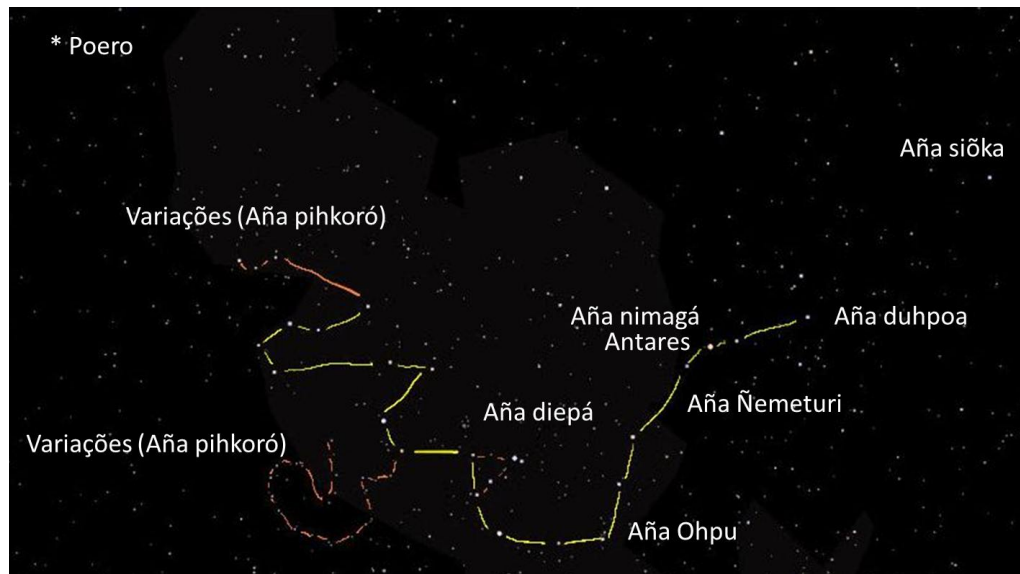 * Poero
Aña siõka
Variações (Aña pihkoró)
Aña nimagá
Antares
Aña duhpoa
Aña diepá
Aña Ñemeturi
Variações (Aña pihkoró)
Aña Ohpu